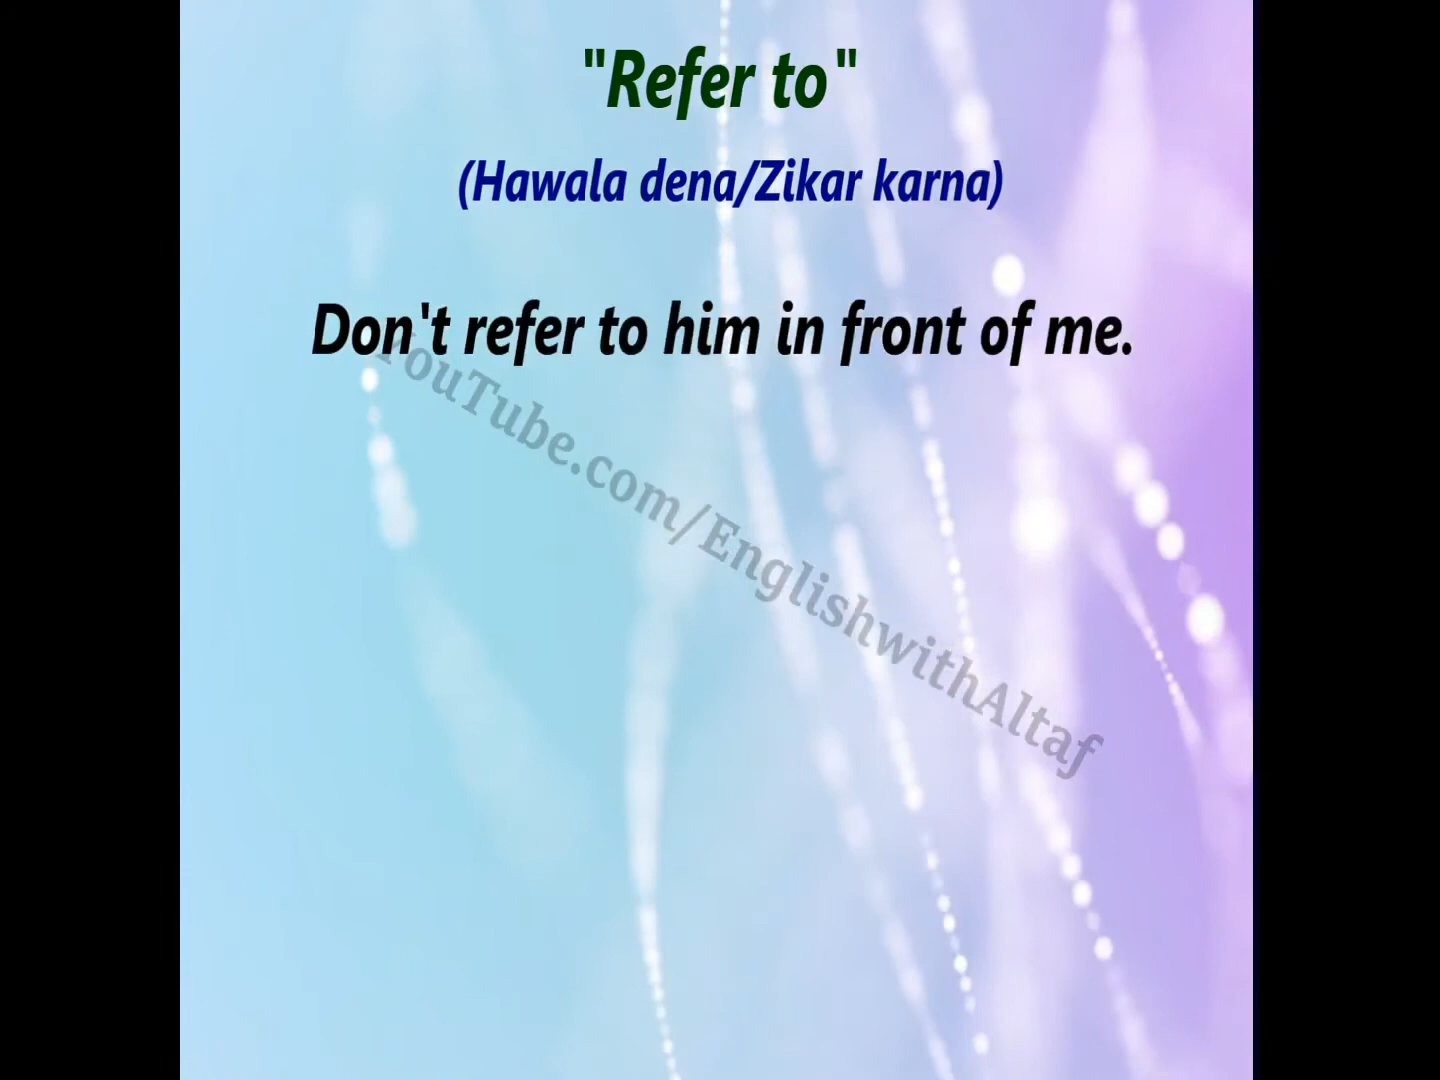 "Refer to"
(Hawala dena/Zikar karna)
Don't refer to him in front of me.
YouTube.com/EnglishwithAltaf